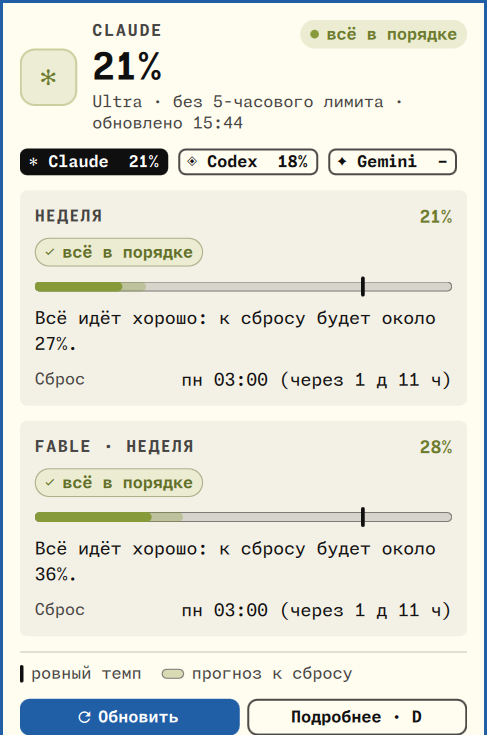 CLAUDE
всё в порядке
21%
Ultra · без 5-часового лимита ·
обновлено 15:44
Claude 21%
Codex 18%
Gemini –
НЕДЕЛЯ 21%
всё в порядке
Всё идёт хорошо: к сбросу будет около
27%.
Сброс пн 03:00 (через 1 д 11 ч)
FABLE · НЕДЕЛЯ 28%
всё в порядке
Всё идёт хорошо: к сбросу будет около
36%.
Сброс пн 03:00 (через 1 д 11 ч)
ровный темп прогноз к сбросу
Обновить
Подробнее · D